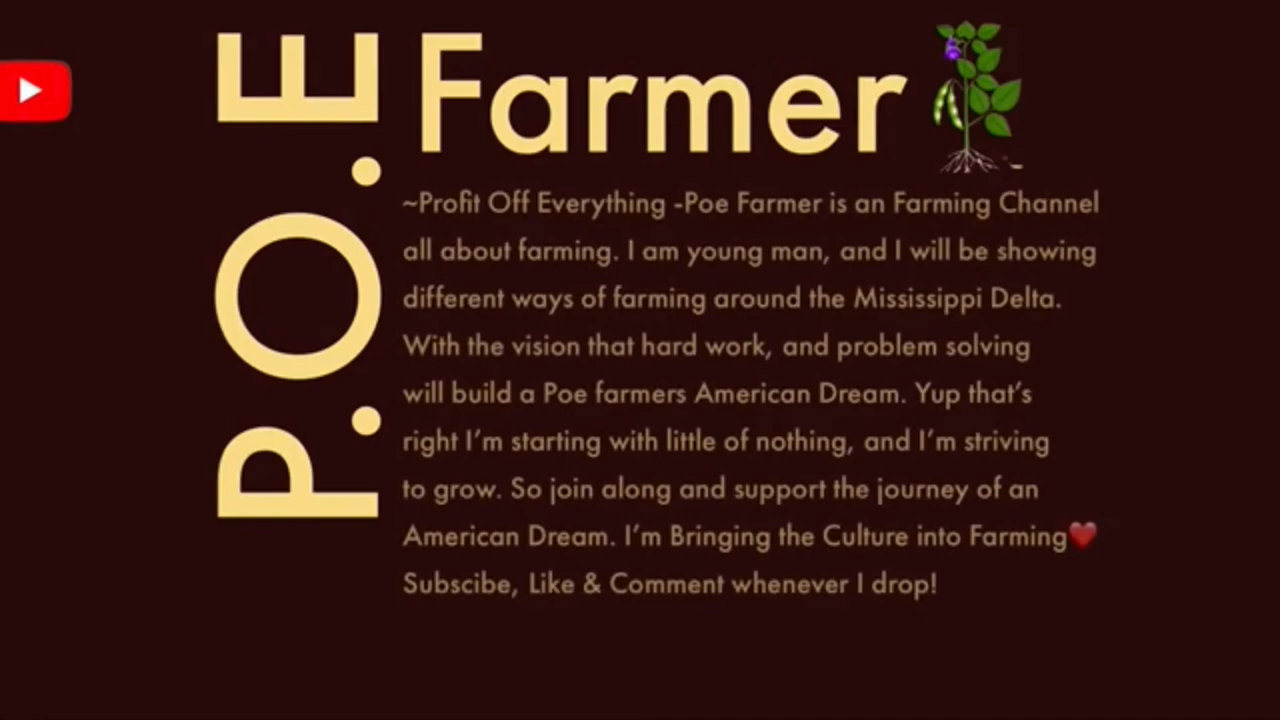 P.O.E
Farmer
~Profit Off Everything -Poe Farmer is an Farming Channel
all about farming. I am young man, and I will be showing
different ways of farming around the Mississippi Delta.
With the vision that hard work, and problem solving
will build a Poe farmers American Dream. Yup that’s
right I’m starting with little of nothing, and I’m striving
to grow. So join along and support the journey of an
American Dream. I’m Bringing the Culture into Farming❤️
Subscibe, Like & Comment whenever I drop!